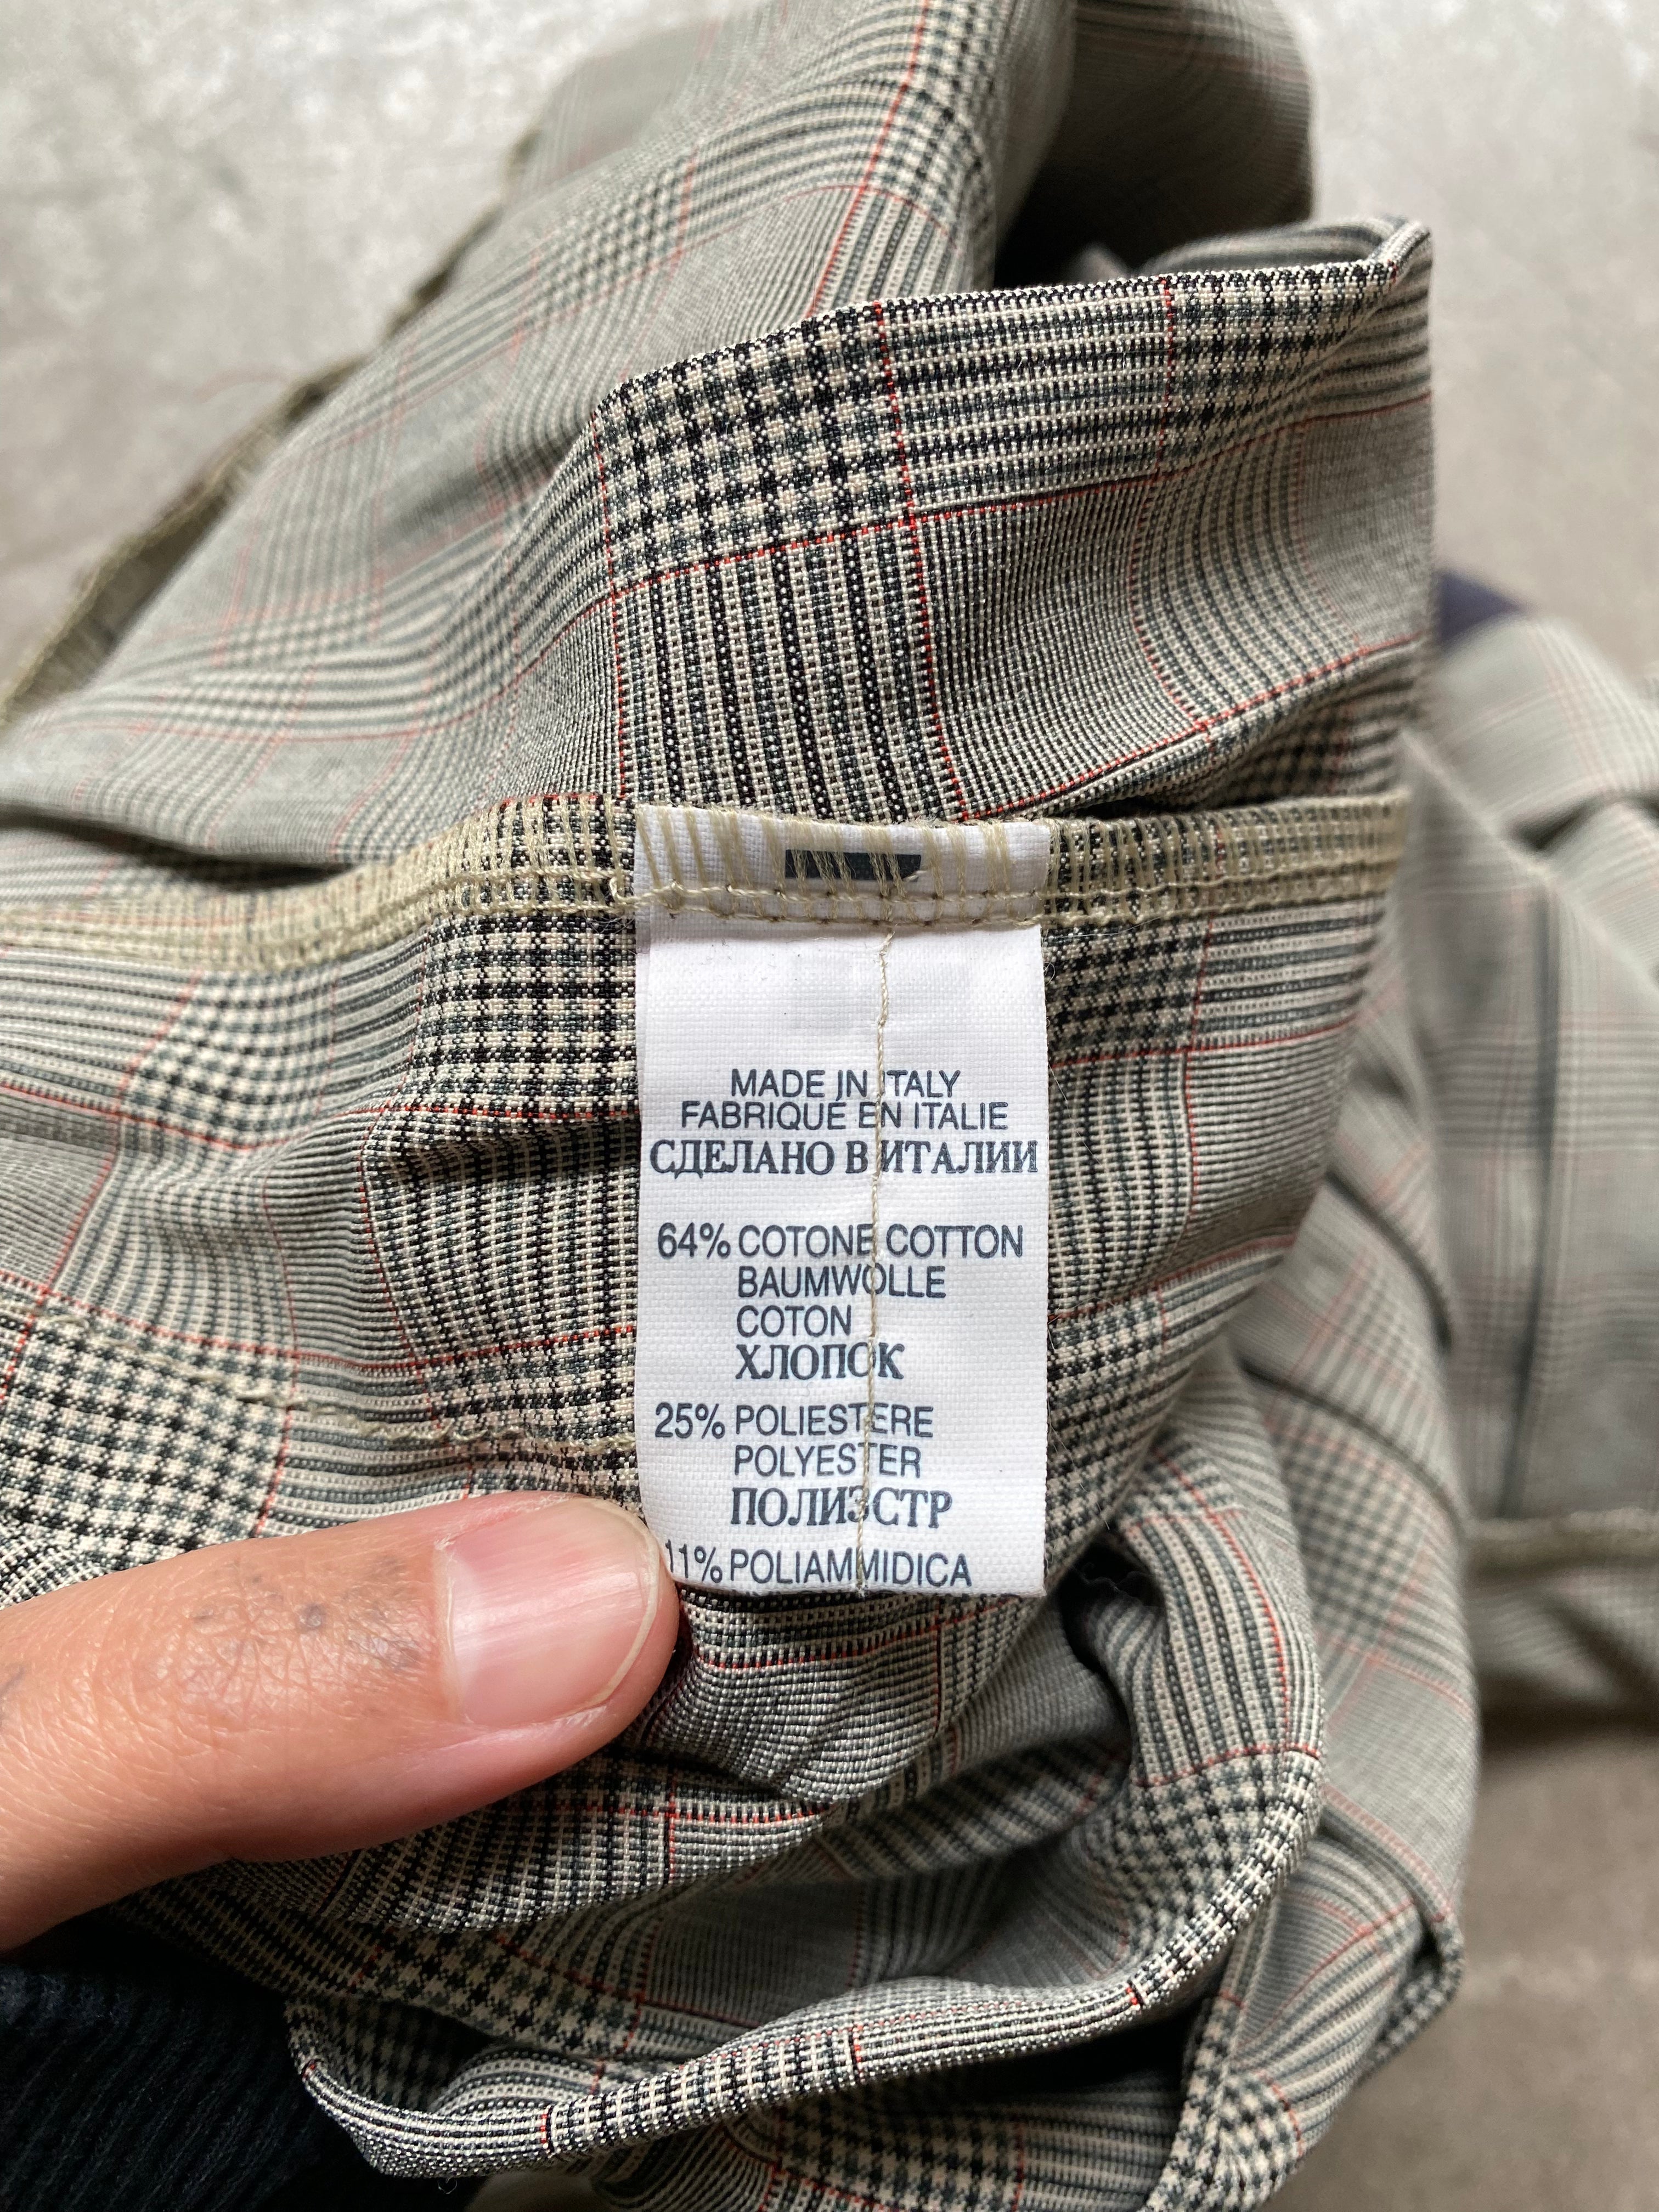 MADE IN ITALY
FABRIQUE EN ITALIE
СДЕЛАНО В ИТАЛИИ
64% COTONE COTTON
BAUMWOLLE
COTON
ХЛОПОК
25% POLIESTERE
POLYESTER
ПОЛИЭСТР
11% POLIAMMIDICA